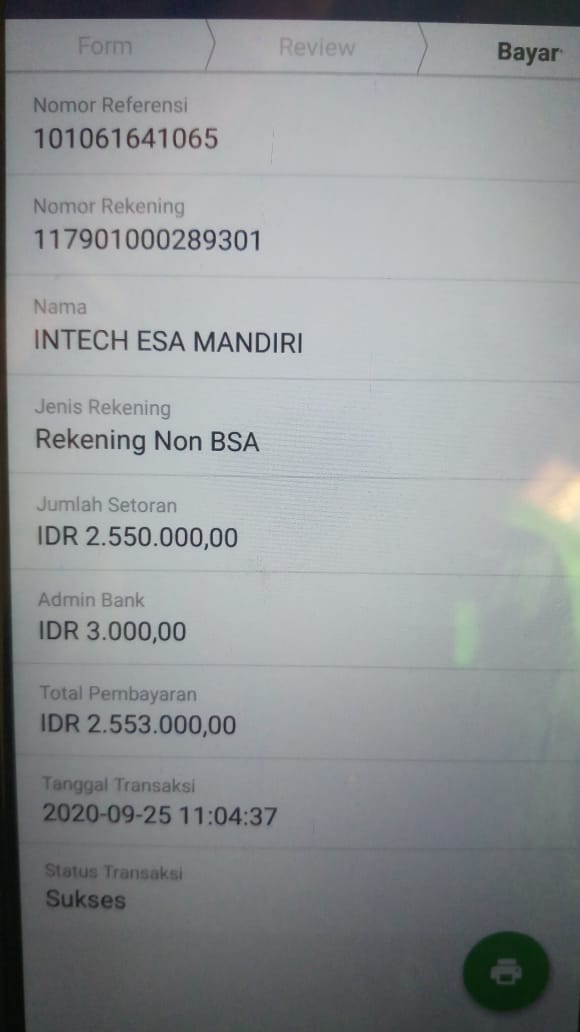 Form
Review
Bayar
Nomor Referensi
101061641065
Nomor Rekening
117901000289301
Nama
INTECH ESA MANDIRI
Jenis Rekening
Rekening Non BSA
Jumlah Setoran
IDR 2.550.000,00
Admin Bank
IDR 3.000,00
Total Pembayaran
IDR 2.553.000,00
Tanggal Transaksi
2020-09-25 11:04:37
Status Transaksi
Sukses